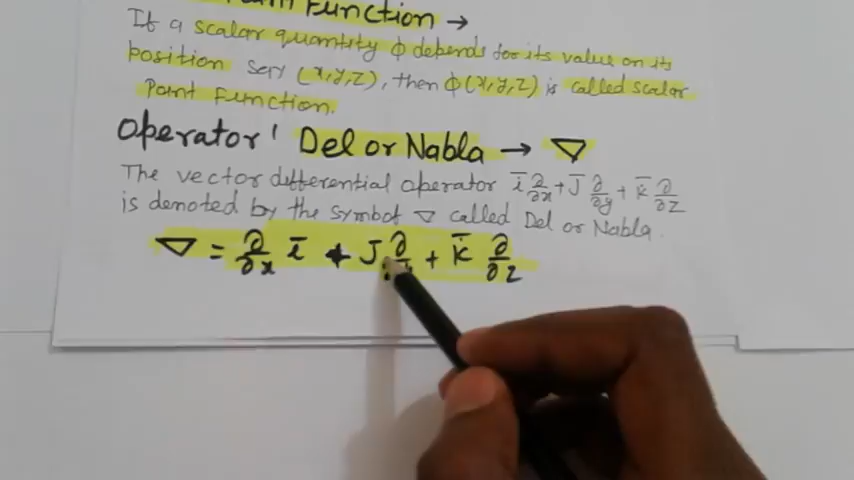 Function →
If a scalar quantity ϕ depends for its value on its
position say (x,y,z), then ϕ(x,y,z) is called scalar
Point Function.
Operator' Del or Nabla → ∇
The vector differential operator i̅ ∂/∂x + J̅ ∂/∂y + k̅ ∂/∂z
is denoted by the symbol ∇ called Del or Nabla.
∇ = ∂/∂x i̅ + J ∂/∂y + k̅ ∂/∂z